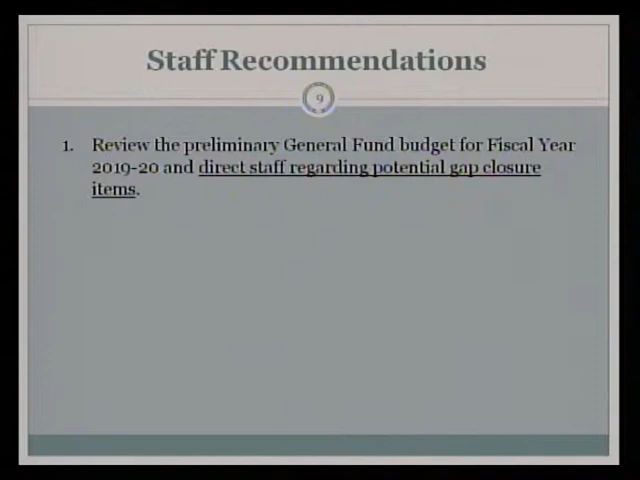 Staff Recommendations
9
1. Review the preliminary General Fund budget for Fiscal Year
2019-20 and direct staff regarding potential gap closure
items.